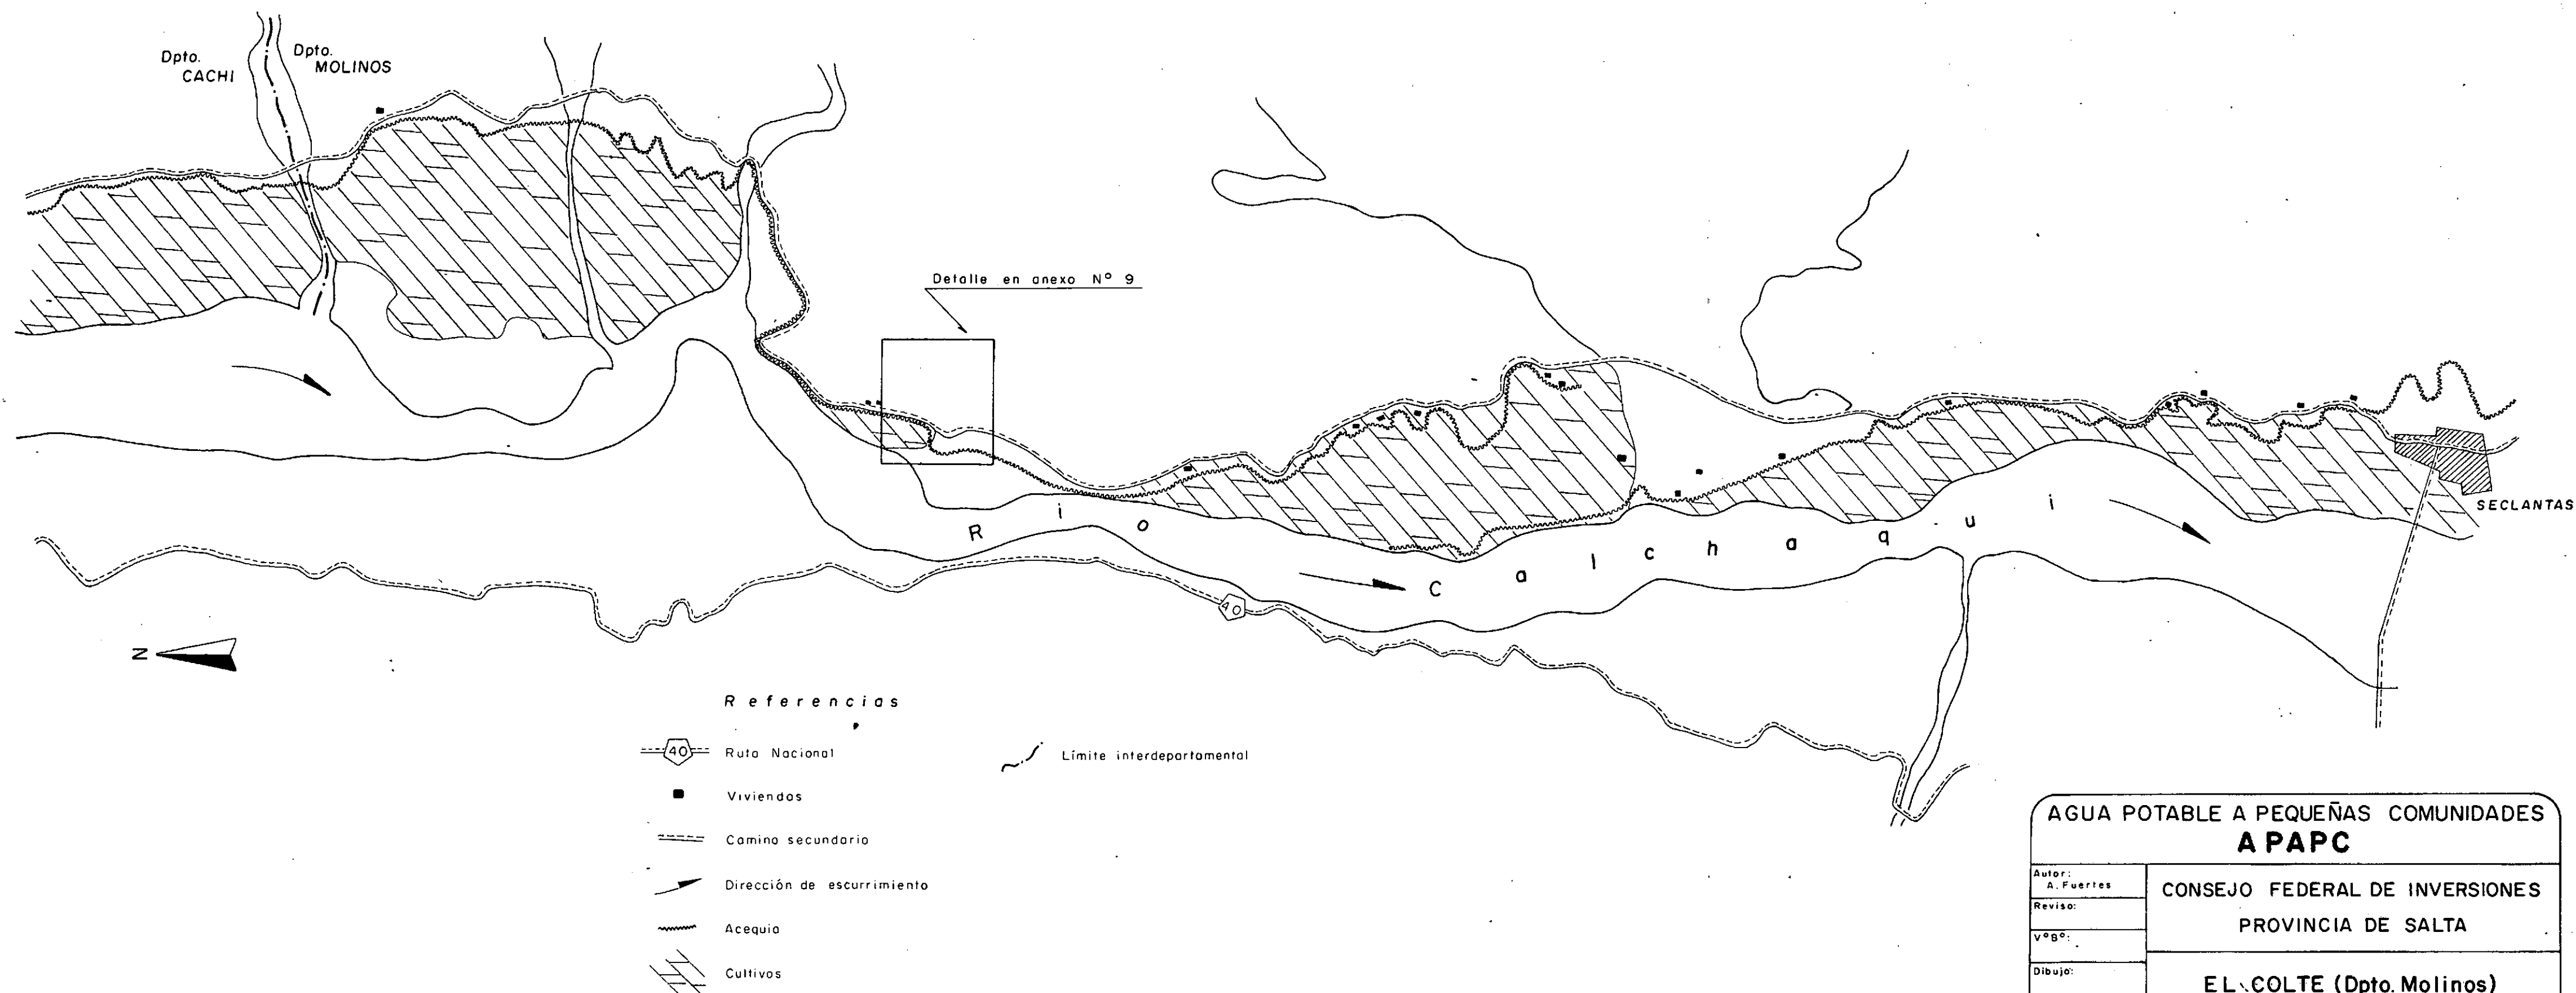 Dpto.
CACHI
Dpto.
MOLINOS
Detalle en anexo Nº 9
Rio Calchaqui
40
SECLANTAS
N
Referencias
40 Ruta Nacional
Límite interdepartamental
Viviendas
Camino secundario
Dirección de escurrimiento
Acequia
Cultivos
AGUA POTABLE A PEQUEÑAS COMUNIDADES
APAPC
Autor:
A. Fuertes
Reviso:
VºBº:
Dibujo:
CONSEJO FEDERAL DE INVERSIONES
PROVINCIA DE SALTA
EL COLTE (Dpto. Molinos)